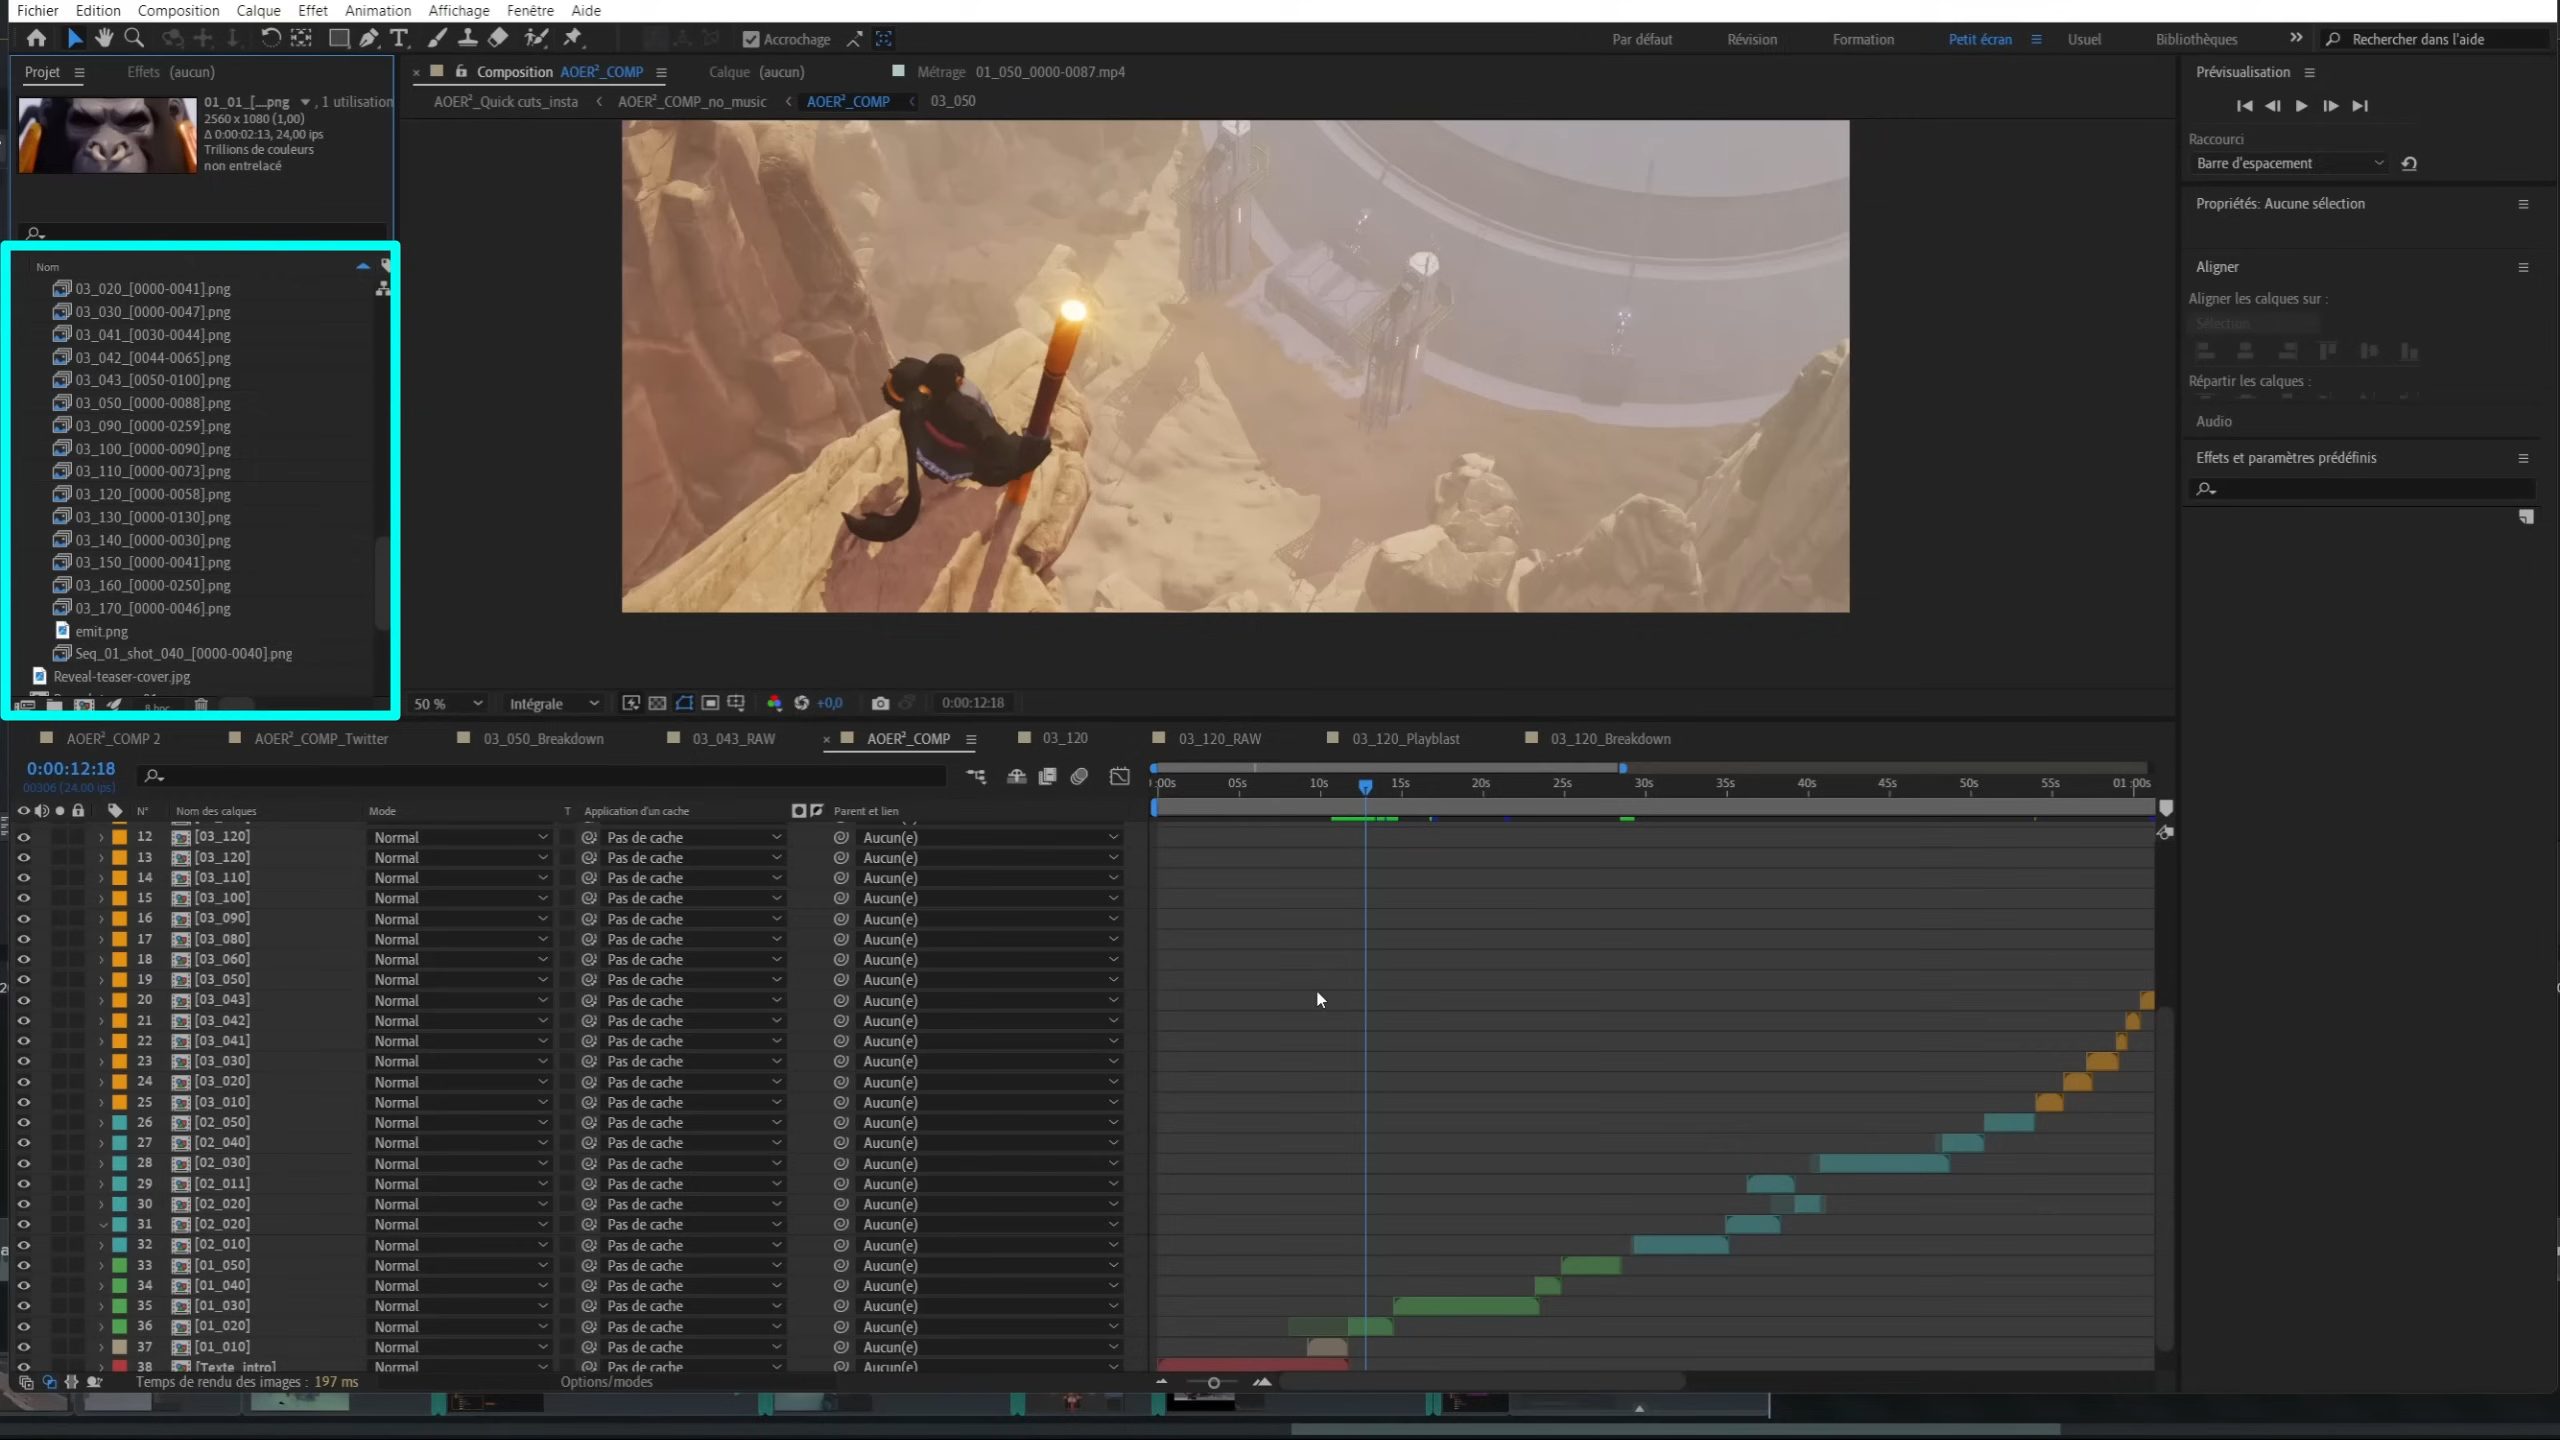 Fichier Edition Composition Calque Effet Animation Affichage Fenêtre Aide
Accrochage
Par défaut Révision Formation Petit écran Usuel Bibliothèques Rechercher dans l'aide
Projet Effets (aucun)
01_01_[....png , 1 utilisation
2560 x 1080 (1,00)
Δ 0:00:02:13, 24,00 ips
Trillions de couleurs
non entrelacé
Nom
03_020_[0000-0041].png
03_030_[0000-0047].png
03_041_[0030-0044].png
03_042_[0044-0065].png
03_043_[0050-0100].png
03_050_[0000-0088].png
03_090_[0000-0259].png
03_100_[0000-0090].png
03_110_[0000-0073].png
03_120_[0000-0058].png
03_130_[0000-0130].png
03_140_[0000-0030].png
03_150_[0000-0041].png
03_160_[0000-0250].png
03_170_[0000-0046].png
emit.png
Seq_01_shot_040_[0000-0040].png
Reveal-teaser-cover.jpg
Composition AOER²_COMP Calque (aucun) Métrage 01_050_0000-0087.mp4
AOER²_Quick cuts_insta AOER²_COMP_no_music AOER²_COMP 03_050
50 % Intégrale +0,0 0:00:12:18
Prévisualisation
Raccourci
Barre d'espacement
Propriétés: Aucune sélection
Aligner
Aligner les calques sur :
Sélection
Répartir les calques :
Audio
Effets et paramètres prédéfinis
AOER²_COMP 2 AOER²_COMP_Twitter 03_050_Breakdown 03_043_RAW AOER²_COMP 03_120 03_120_RAW 03_120_Playblast 03_120_Breakdown
0:00:12:18
00306 (24.00 ips)
:00s 05s 10s 15s 20s 25s 30s 35s 40s 45s 50s 55s 01:00s
N° Nom des calques Mode T Application d'un cache Parent et lien
12 [03_120] Normal Pas de cache Aucun(e)
13 [03_120] Normal Pas de cache Aucun(e)
14 [03_110] Normal Pas de cache Aucun(e)
15 [03_100] Normal Pas de cache Aucun(e)
16 [03_090] Normal Pas de cache Aucun(e)
17 [03_080] Normal Pas de cache Aucun(e)
18 [03_060] Normal Pas de cache Aucun(e)
19 [03_050] Normal Pas de cache Aucun(e)
20 [03_043] Normal Pas de cache Aucun(e)
21 [03_042] Normal Pas de cache Aucun(e)
22 [03_041] Normal Pas de cache Aucun(e)
23 [03_030] Normal Pas de cache Aucun(e)
24 [03_020] Normal Pas de cache Aucun(e)
25 [03_010] Normal Pas de cache Aucun(e)
26 [02_050] Normal Pas de cache Aucun(e)
27 [02_040] Normal Pas de cache Aucun(e)
28 [02_030] Normal Pas de cache Aucun(e)
29 [02_011] Normal Pas de cache Aucun(e)
30 [02_020] Normal Pas de cache Aucun(e)
31 [02_020] Normal Pas de cache Aucun(e)
32 [02_010] Normal Pas de cache Aucun(e)
33 [01_050] Normal Pas de cache Aucun(e)
34 [01_040] Normal Pas de cache Aucun(e)
35 [01_030] Normal Pas de cache Aucun(e)
36 [01_020] Normal Pas de cache Aucun(e)
37 [01_010] Normal Pas de cache Aucun(e)
38 [Texte_intro] Normal Pas de cache Aucun(e)
Temps de rendu des images : 197 ms Options/modes